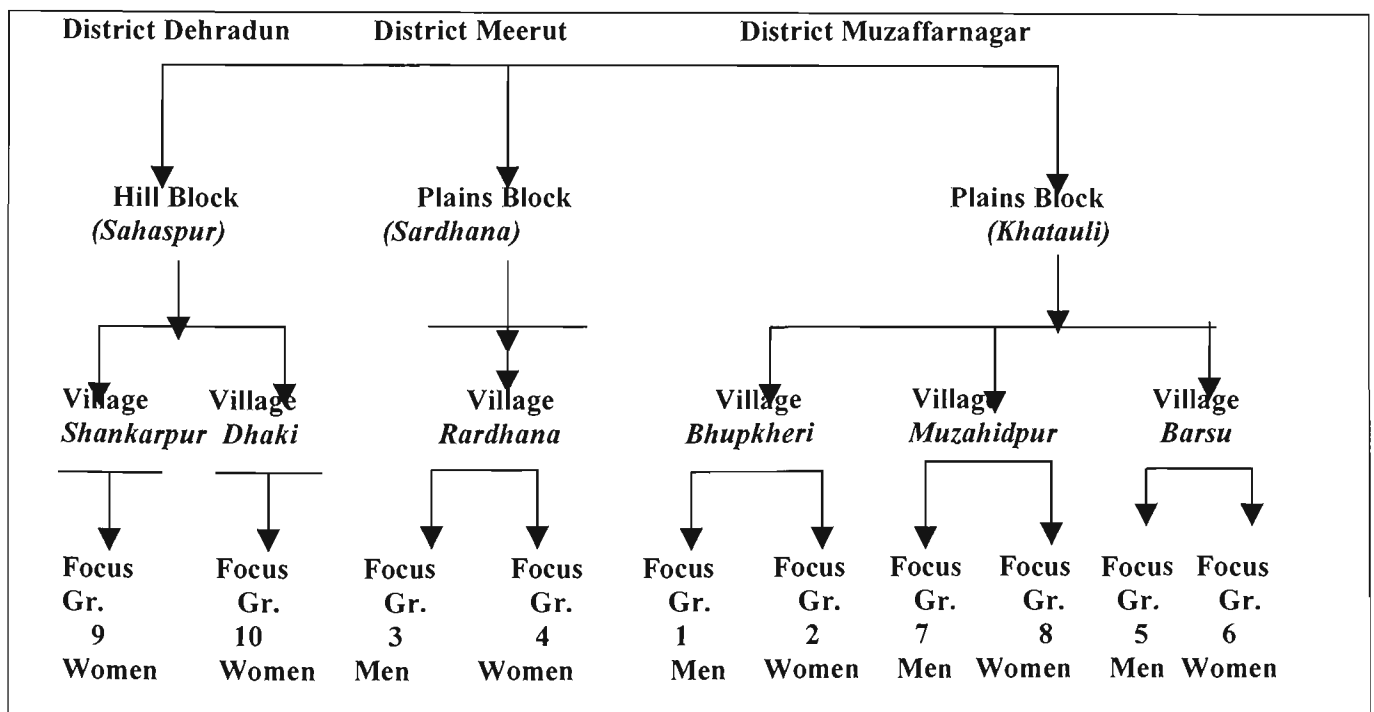 District Dehradun District Meerut District Muzaffarnagar
Hill Block Plains Block Plains Block
(Sahaspur) (Sardhana) (Khatauli)
Village Village Village Village Village Village
Shankarpur Dhaki Rardhana Bhupkheri Muzahidpur Barsu
Focus Focus Focus Focus Focus Focus Focus Focus Focus Focus
Gr. Gr. Gr. Gr. Gr. Gr. Gr. Gr. Gr. Gr.
9 10 3 4 1 2 7 8 5 6
Women Women Men Women Men Women Men Women Men Women